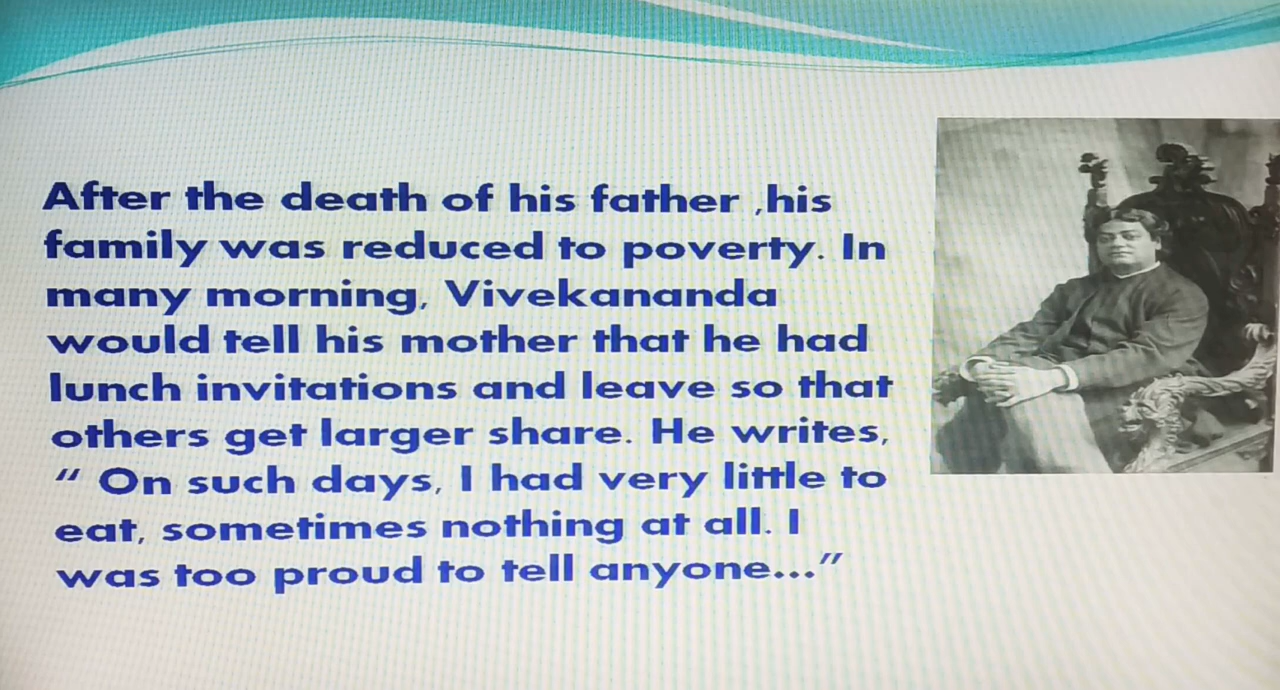 After the death of his father ,his
family was reduced to poverty. In
many morning, Vivekananda
would tell his mother that he had
lunch invitations and leave so that
others get larger share. He writes,
“ On such days, I had very little to
eat, sometimes nothing at all. I
was too proud to tell anyone...”